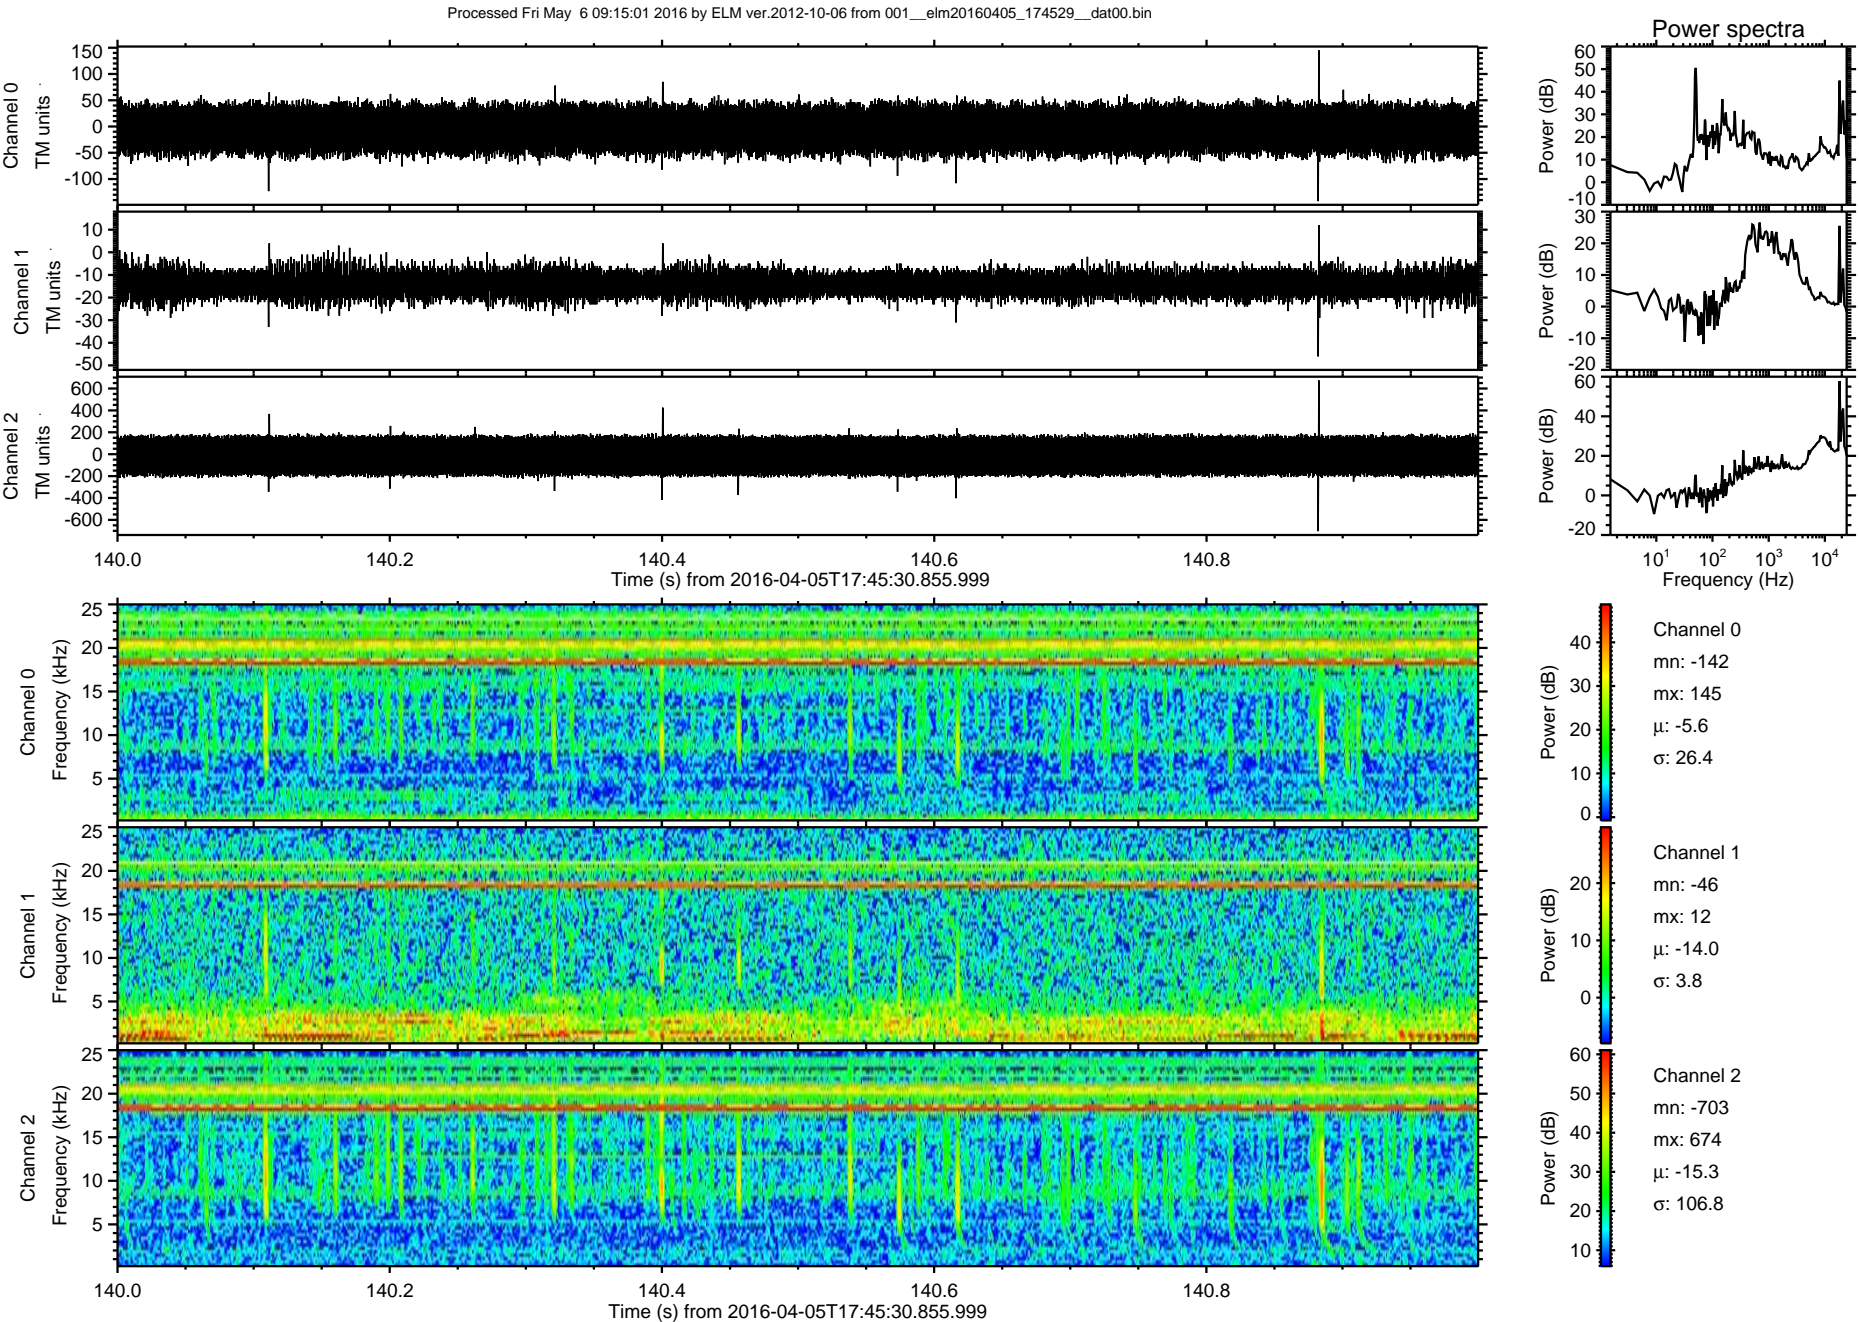 Processed Fri May 6 09:15:01 2016 by ELM ver.2012-10-06 from 001__elm20160405_174529__dat00.bin
Power spectra
Channel 0
TM units
150
100
50
0
-50
-100
Power (dB)
60
50
40
30
20
10
0
-10
Channel 1
TM units
10
0
-10
-20
-30
-40
-50
Power (dB)
30
20
10
0
-10
-20
Channel 2
TM units
600
400
200
0
-200
-400
-600
Power (dB)
60
40
20
0
-20
140.0 140.2 140.4 140.6 140.8
Time (s) from 2016-04-05T17:45:30.855.999
10^1 10^2 10^3 10^4
Frequency (Hz)
Channel 0
Frequency (kHz)
25
20
15
10
5
Power (dB)
40
30
20
10
0
Channel 0
mn: -142
mx: 145
μ: -5.6
σ: 26.4
Channel 1
Frequency (kHz)
25
20
15
10
5
Power (dB)
20
10
0
Channel 1
mn: -46
mx: 12
μ: -14.0
σ: 3.8
Channel 2
Frequency (kHz)
25
20
15
10
5
Power (dB)
60
50
40
30
20
10
Channel 2
mn: -703
mx: 674
μ: -15.3
σ: 106.8
140.0 140.2 140.4 140.6 140.8
Time (s) from 2016-04-05T17:45:30.855.999